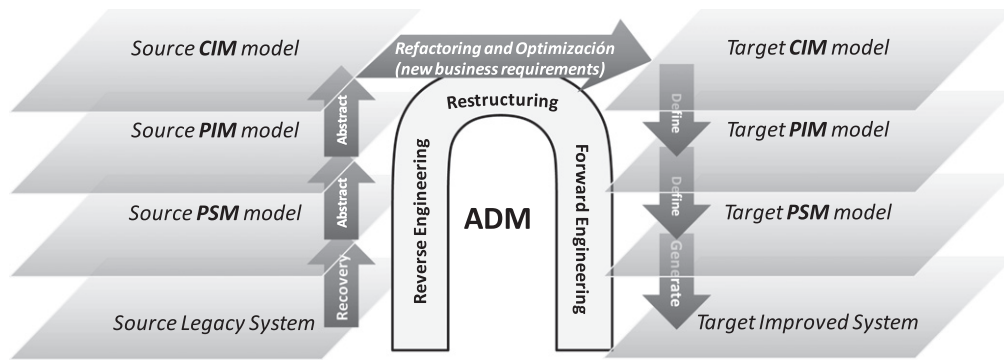 Source CIM model
Refactoring and Optimización
(new business requirements)
Target CIM model
Abstract
Restructuring
Define
Source PIM model
Target PIM model
Abstract
Reverse Engineering
ADM
Forward Engineering
Define
Source PSM model
Target PSM model
Recovery
Generate
Source Legacy System
Target Improved System